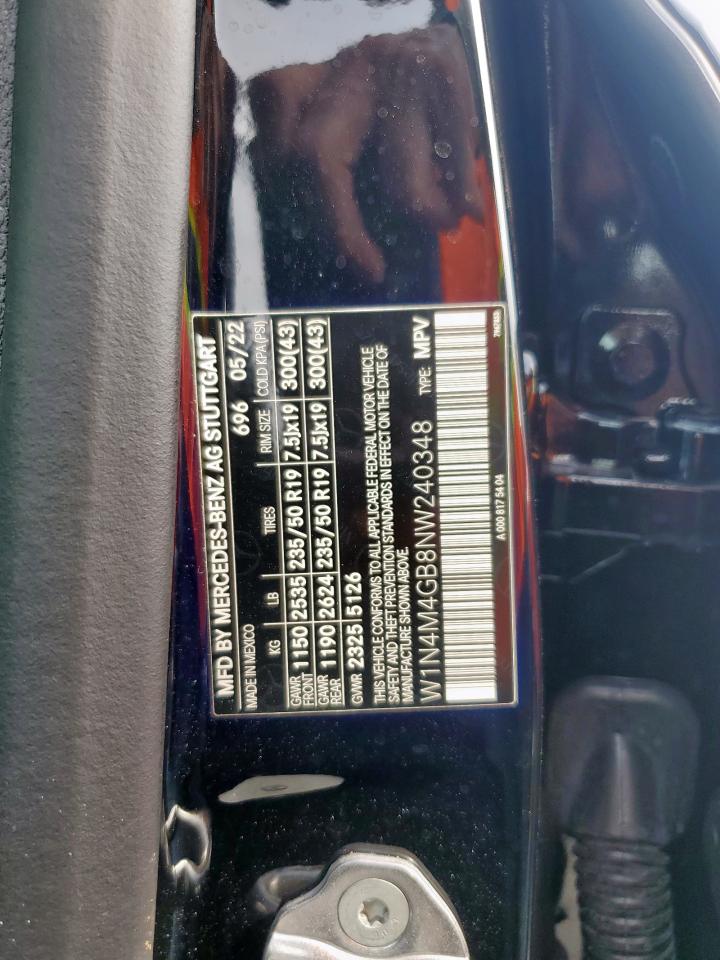 MFD BY MERCEDES-BENZ AG STUTTGART
MADE IN MEXICO 696 05/22
KG LB TIRES RIM SIZE COLD KPA(PSI)
GAWR FRONT 1150 2535 235/50 R19 7.5Jx19 300(43)
GAWR REAR 1190 2624 235/50 R19 7.5Jx19 300(43)
GVWR 2325 5126
THIS VEHICLE CONFORMS TO ALL APPLICABLE FEDERAL MOTOR VEHICLE
SAFETY AND THEFT PREVENTION STANDARDS IN EFFECT ON THE DATE OF
MANUFACTURE SHOWN ABOVE.
W1N4M4GB8NW240348 TYPE: MPV
A 000 817 54 04